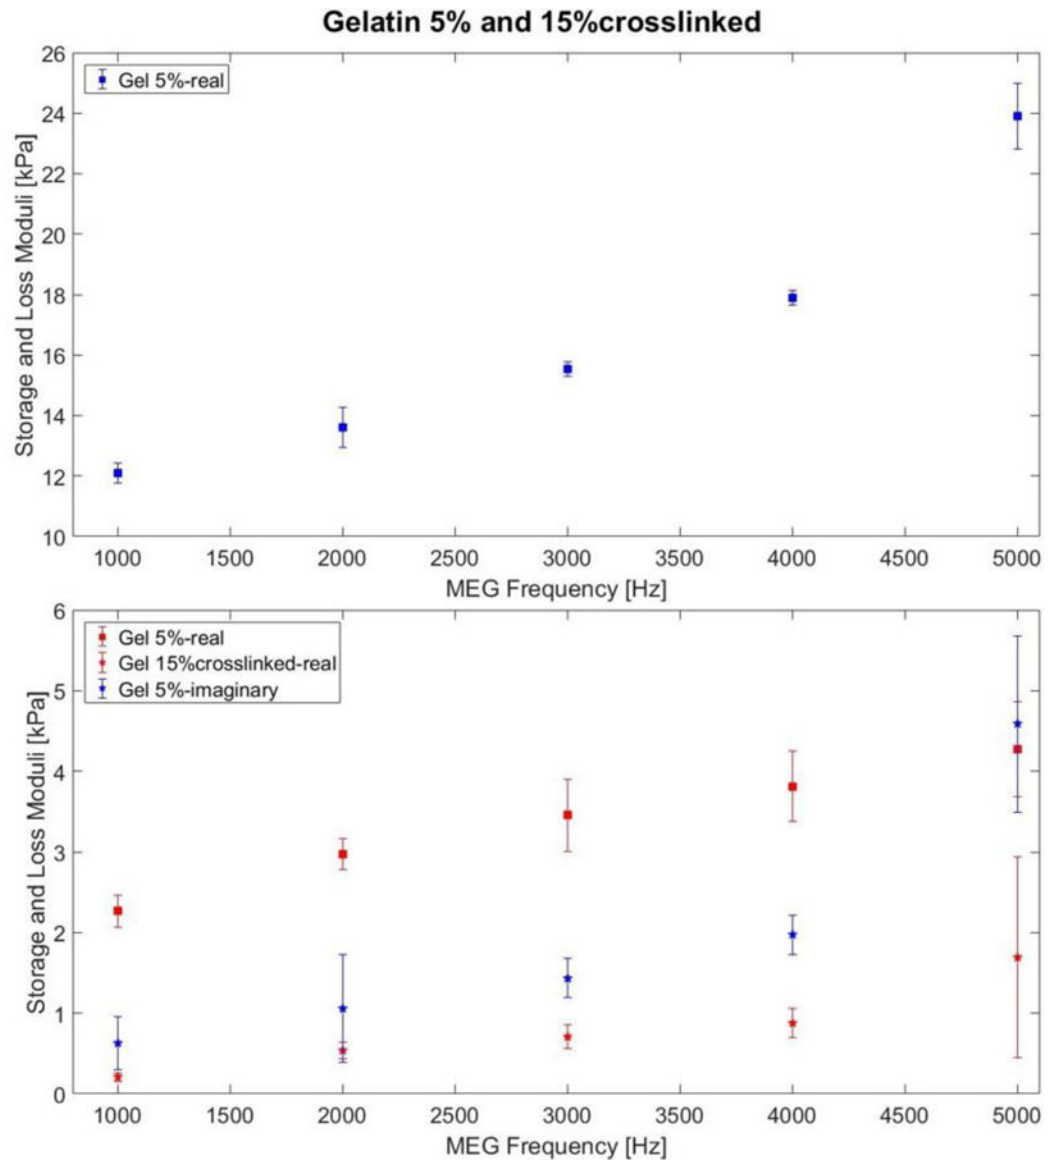 Gelatin 5% and 15%crosslinked
26
24
22
20
18
16
14
12
10
Storage and Loss Moduli [kPa]
Gel 5%-real
1000 1500 2000 2500 3000 3500 4000 4500 5000
MEG Frequency [Hz]
6
5
4
3
2
1
0
Storage and Loss Moduli [kPa]
Gel 5%-real
Gel 15%crosslinked-real
Gel 5%-imaginary
1000 1500 2000 2500 3000 3500 4000 4500 5000
MEG Frequency [Hz]